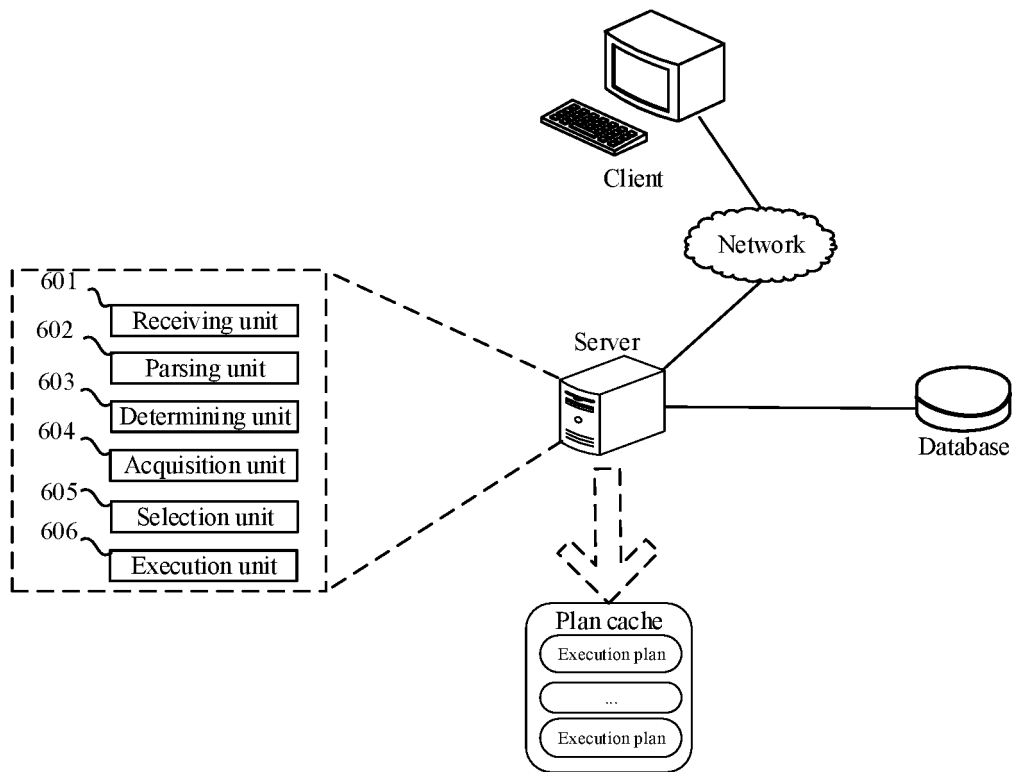 Client
Network
601
Receiving unit
602
Parsing unit
603
Determining unit
604
Acquisition unit
605
Selection unit
606
Execution unit
Server
Database
Plan cache
Execution plan
...
Execution plan